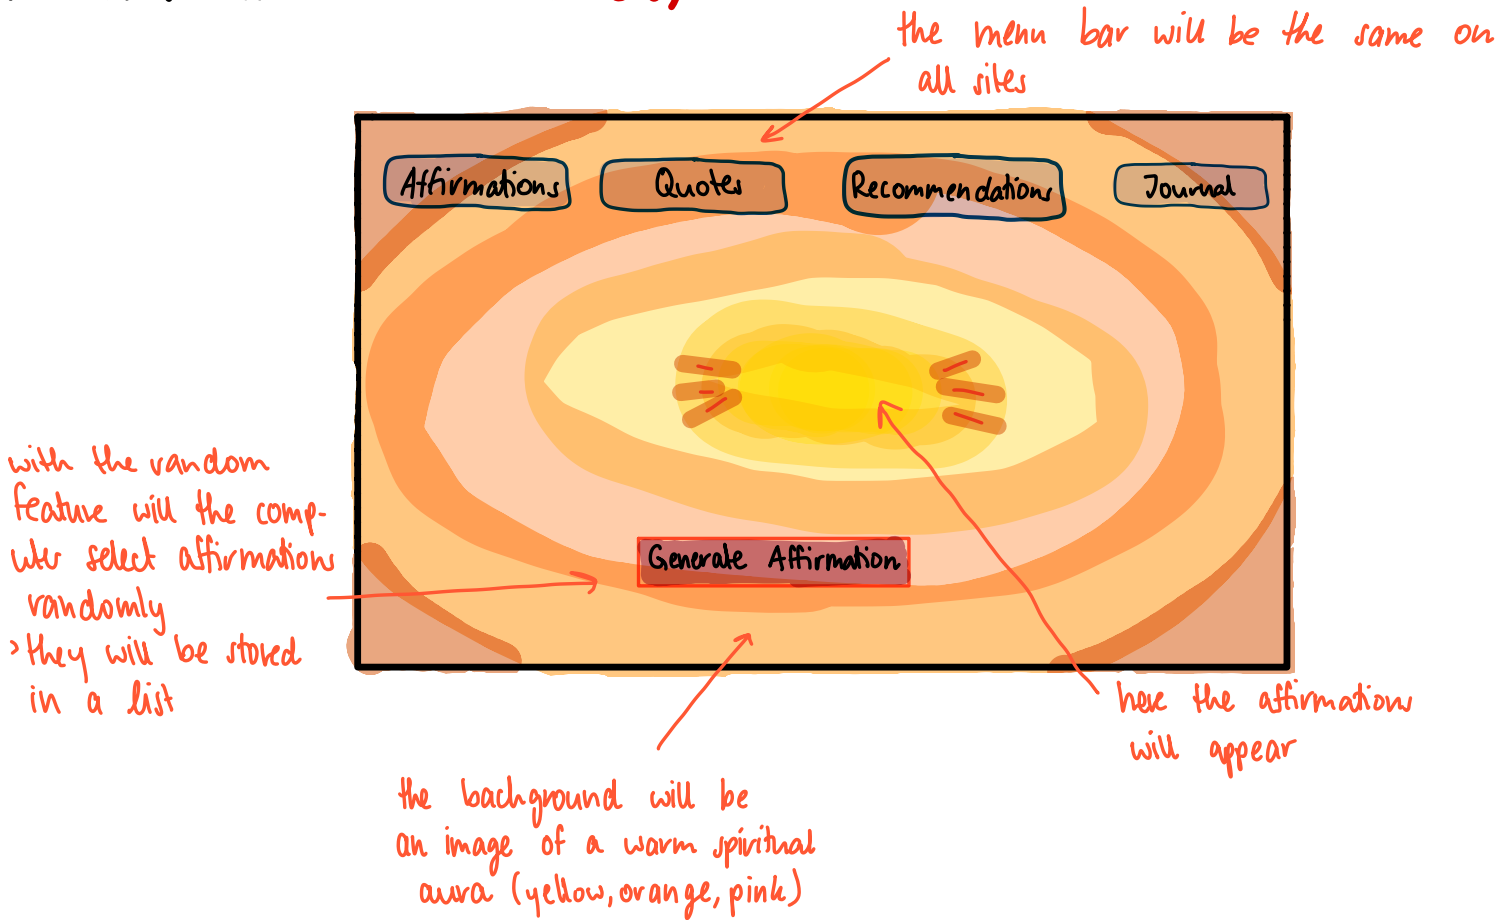 the menu bar will be the same on
all sites
Affirmations Quotes Recommendations Journal
with the random
feature will the comp-
uter select affirmations
randomly
> they will be stored
in a list
Generate Affirmation
here the affirmations
will appear
the background will be
an image of a warm spiritual
aura (yellow, orange, pink)